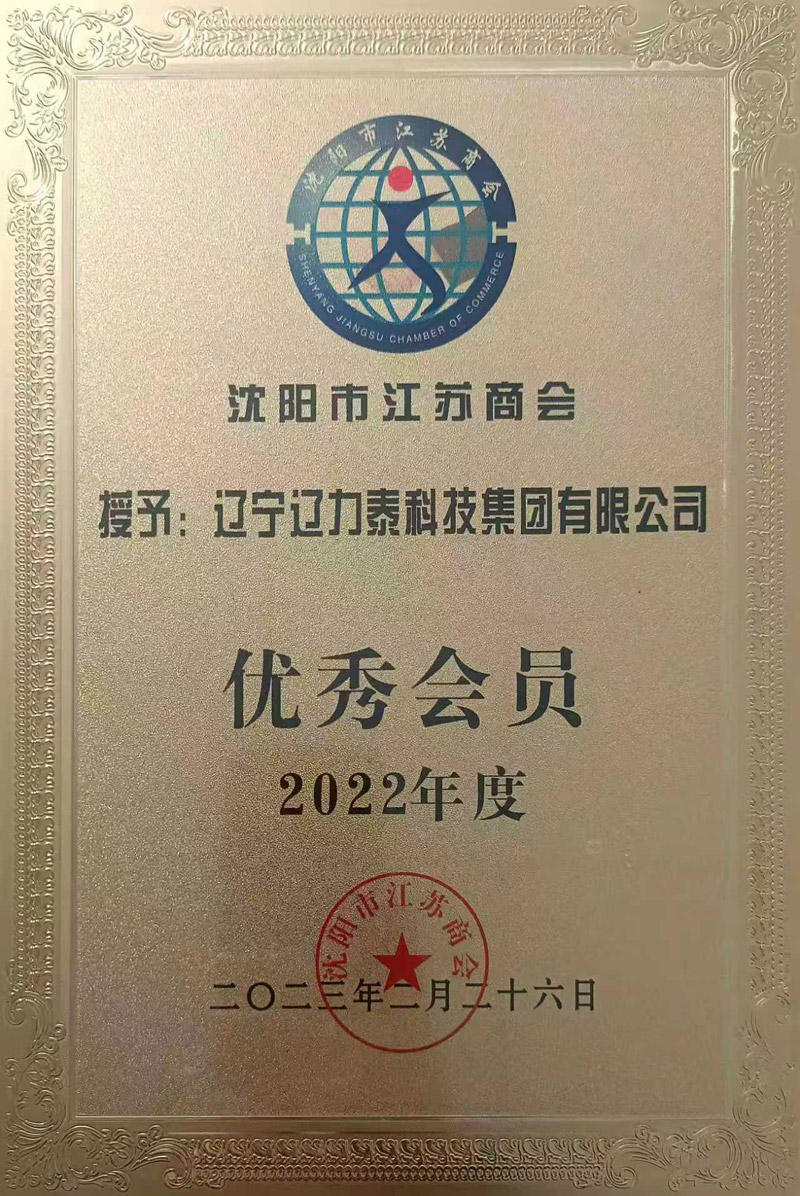 沈阳市江苏商会
SHENYANG JIANGSU CHAMBER OF COMMERCE
沈阳市江苏商会
授予：辽宁辽力泰科技集团有限公司
优秀会员
2022年度
沈阳市江苏商会
二〇二三年二月二十六日